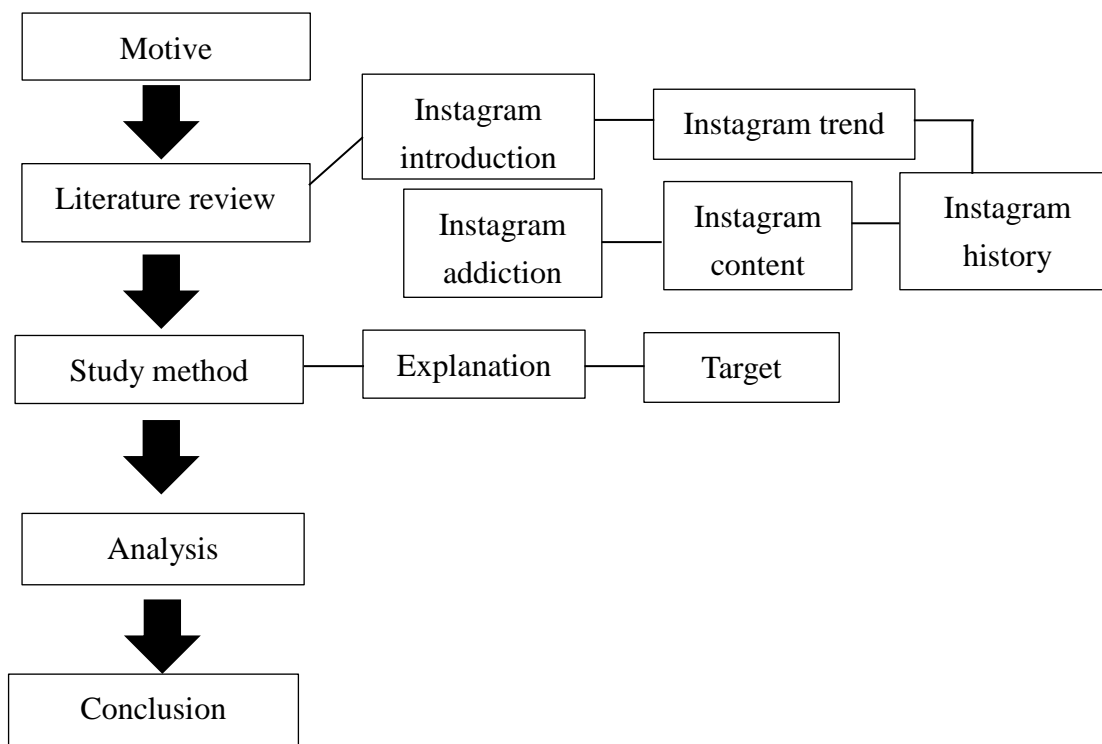 Motive
Instagram
introduction
Instagram trend
Literature review
Instagram
addiction
Instagram
content
Instagram
history
Study method
Explanation
Target
Analysis
Conclusion